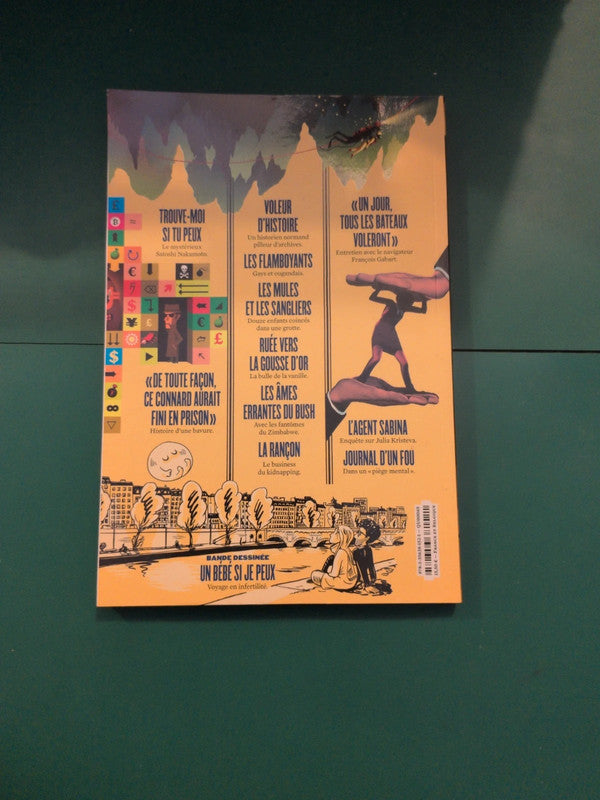 TROUVE-MOI
SI TU PEUX
Le mystérieux
Satoshi Nakamoto.
« DE TOUTE FAÇON,
CE CONNARD AURAIT
FINI EN PRISON »
Histoire d'une bavure.
VOLEUR
D'HISTOIRE
Un historien normand
pilleur d'archives.
LES FLAMBOYANTS
Gays et ougandais.
LES MULES
ET LES SANGLIERS
Douze enfants coincés
dans une grotte.
RUÉE VERS
LA GOUSSE D'OR
La bulle de la vanille.
LES ÂMES
ERRANTES DU BUSH
Avec les fantômes
du Zimbabwe.
LA RANÇON
Le business
du kidnapping.
« UN JOUR,
TOUS LES BATEAUX
VOLERONT »
Entretien avec le navigateur
François Gabart.
L'AGENT SABINA
Enquête sur Julia Kristeva.
JOURNAL D'UN FOU
Dans un « piège mental ».
BANDE DESSINÉE
UN BÉBÉ SI JE PEUX
Voyage en infertilité.